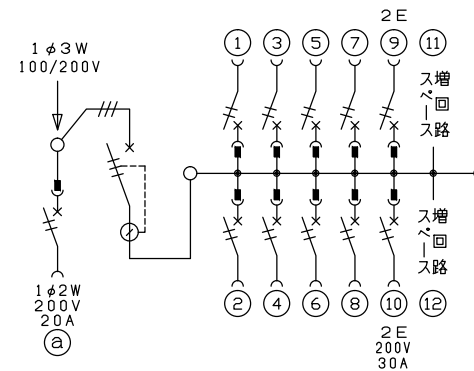 2E
1φ3W
100/200V
① ③ ⑤ ⑦ ⑨ ⑪
増回路
スペース
1φ2W
200V
20A
ⓐ
増回路
スペース
② ④ ⑥ ⑧ ⑩ ⑫
2E
200V
30A